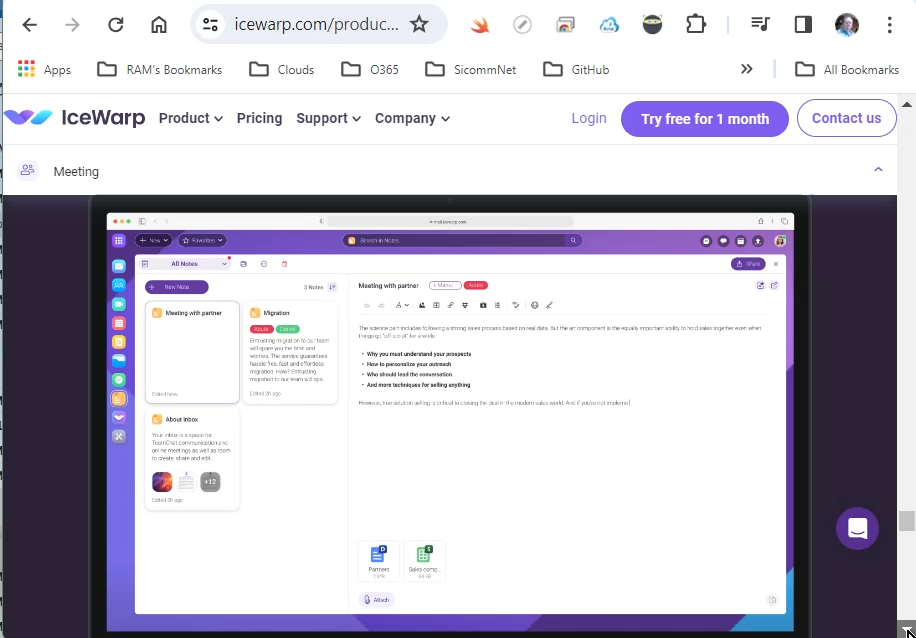 icewarp.com/produc...
Apps
RAM's Bookmarks
Clouds
O365
SicommNet
GitHub
All Bookmarks
IceWarp
Product
Pricing
Support
Company
Login
Try free for 1 month
Contact us
Meeting
mail.icewarp.com
New
Favorites
Search in Notes
All Notes
Share
New Note
5 Notes
Meeting with partner
Edited Now
Migration
Acute
Career
Entrusting migration to our team
will spare you the time and
worries. The service guarantees
hassle free, fast and effortless
migration. How? Entrusting
migration to our team will spa...
Edited 2h ago
About Inbox
Your inbox is a space for
TeamChat communication and
online meetings as well as room
to create, share and edit...
+12
Edited 2h ago
Meeting with partner
Acute
The science part includes following a strong sales process based on real data. But the art component is the equally important ability to hold sales together even when
things go "off-script" for a while.
• Why you must understand your prospects
• How to personalize your outreach
• Who should lead the conversation
• And more techniques for selling anything
However, true solution selling is critical to closing the deal in the modern sales world. And if you're not impleme
D
Partners
2 MB
S
Sales comp...
Attach